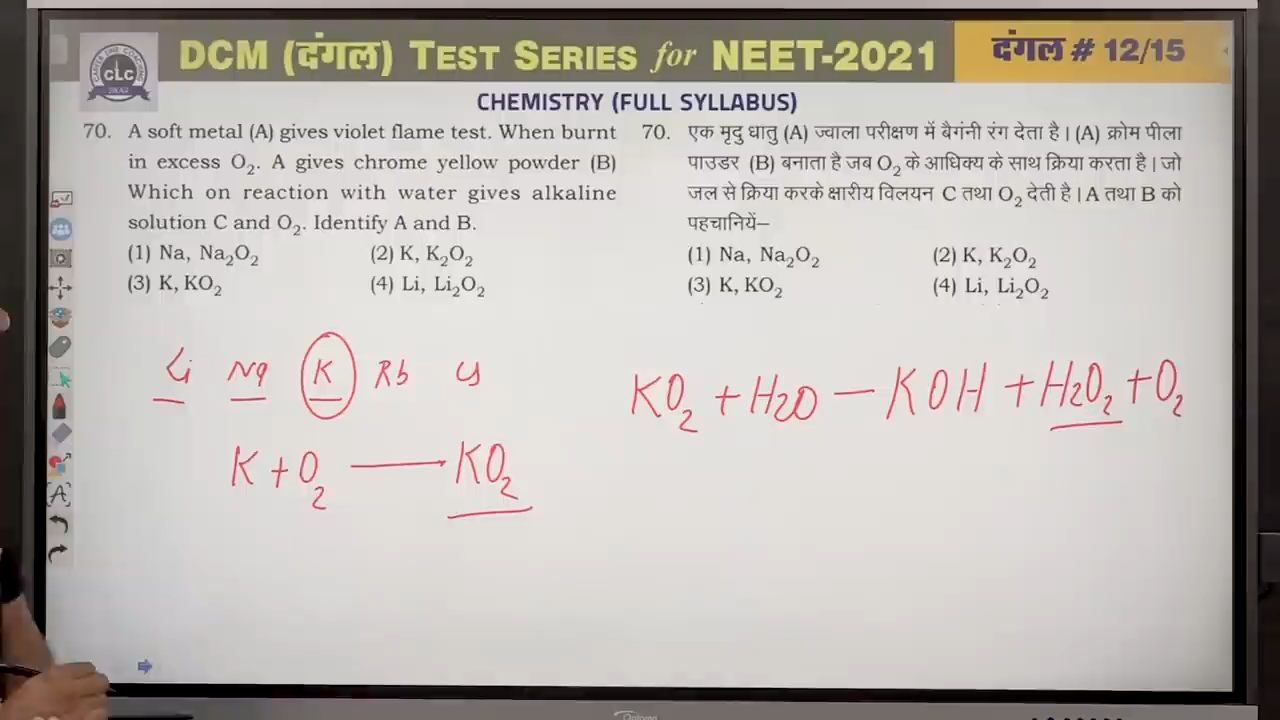 DCM (दंगल) TEST SERIES for NEET-2021
दंगल # 12/15
CLC
CHEMISTRY (FULL SYLLABUS)
70. A soft metal (A) gives violet flame test. When burnt
in excess O₂. A gives chrome yellow powder (B)
Which on reaction with water gives alkaline
solution C and O₂. Identify A and B.
(1) Na, Na₂O₂ (2) K, K₂O₂
(3) K, KO₂ (4) Li, Li₂O₂
70. एक मृदु धातु (A) ज्वाला परीक्षण में बैगंनी रंग देता है। (A) क्रोम पीला
पाउडर (B) बनाता है जब O₂ के आधिक्य के साथ क्रिया करता है। जो
जल से क्रिया करके क्षारीय विलयन C तथा O₂ देती है। A तथा B को
पहचानियें–
(1) Na, Na₂O₂ (2) K, K₂O₂
(3) K, KO₂ (4) Li, Li₂O₂
Li Na K Rb Cs
K + O₂ → KO₂
KO₂ + H₂O — KOH + H₂O₂ + O₂
[A]